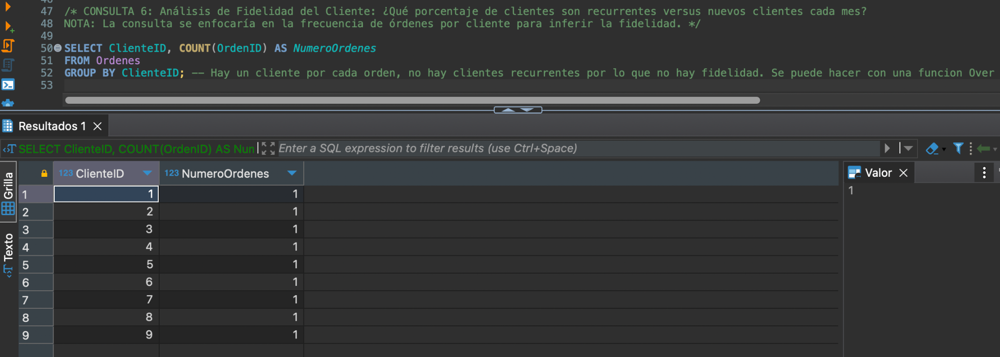 47 /* CONSULTA 6: Análisis de Fidelidad del Cliente: ¿Qué porcentaje de clientes son recurrentes versus nuevos clientes cada mes?
48 NOTA: La consulta se enfocaría en la frecuencia de órdenes por cliente para inferir la fidelidad. */
49
50 SELECT ClienteID, COUNT(OrdenID) AS NumeroOrdenes
51 FROM Ordenes
52 GROUP BY ClienteID; -- Hay un cliente por cada orden, no hay clientes recurrentes por lo que no hay fidelidad. Se puede hacer con una funcion Over
53
Resultados 1
SELECT ClienteID, COUNT(OrdenID) AS Nun
Enter a SQL expression to filter results (use Ctrl+Space)
Grilla
Texto
123 ClienteID 123 NumeroOrdenes
1 1 1
2 2 1
3 3 1
4 4 1
5 5 1
6 6 1
7 7 1
8 8 1
9 9 1
Valor
1